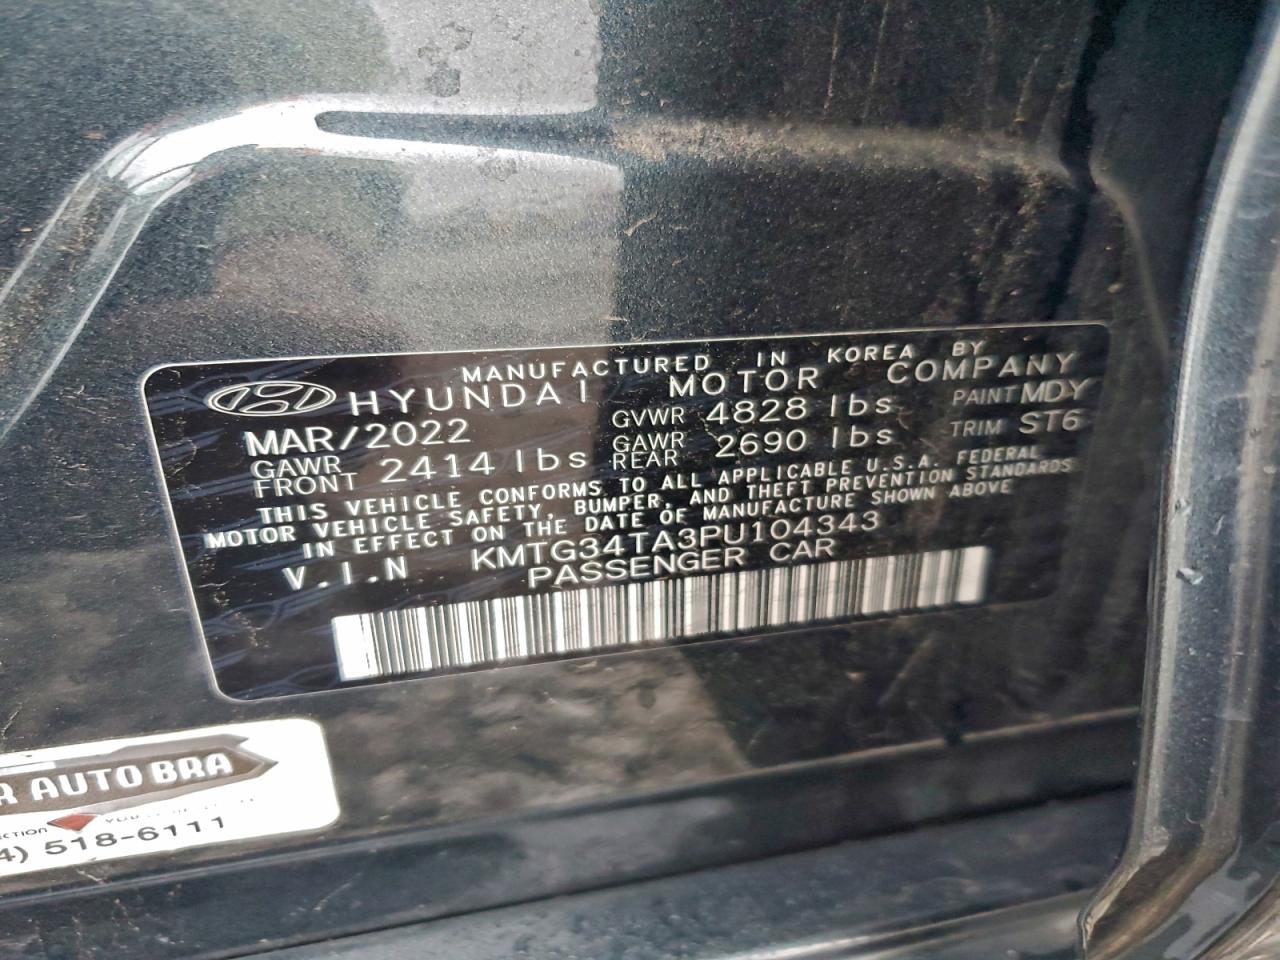 MANUFACTURED IN KOREA BY
HYUNDAI MOTOR COMPANY
MAR/2022 GVWR 4828 lbs PAINT MDY
GAWR FRONT 2414 lbs GAWR REAR 2690 lbs TRIM ST6
THIS VEHICLE CONFORMS TO ALL APPLICABLE U.S.A. FEDERAL
MOTOR VEHICLE SAFETY, BUMPER, AND THEFT PREVENTION STANDARDS
IN EFFECT ON THE DATE OF MANUFACTURE SHOWN ABOVE
V.I.N KMTG34TA3PU104343
PASSENGER CAR
R AUTO BRA
CTION
4) 518-6111